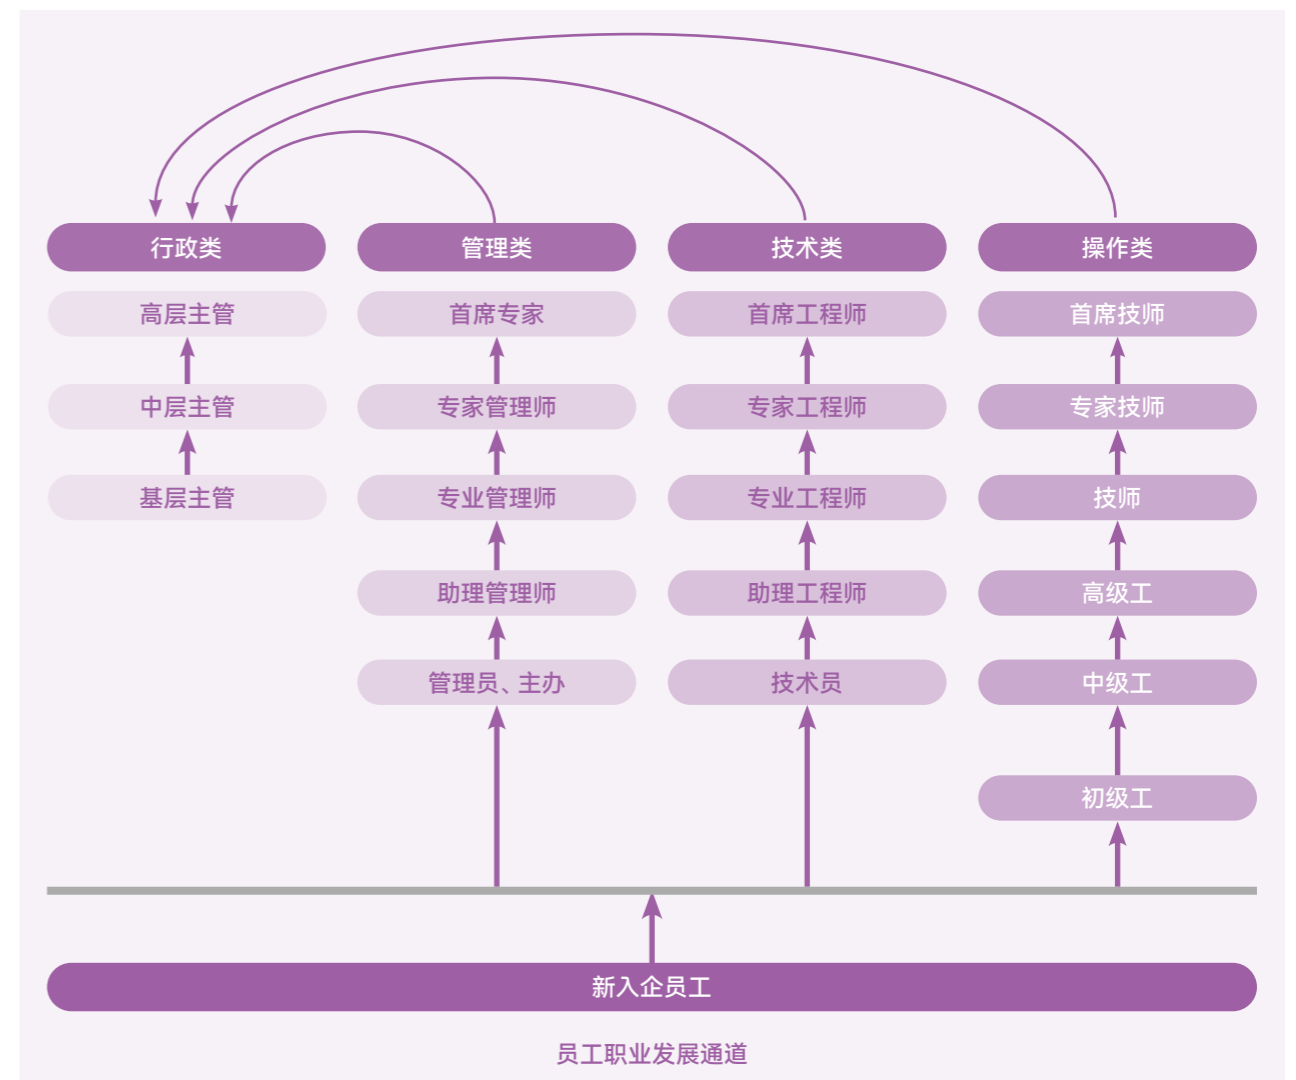 行政类
管理类
技术类
操作类
高层主管
首席专家
首席工程师
首席技师
中层主管
专家管理师
专家工程师
专家技师
基层主管
专业管理师
专业工程师
技师
助理管理师
助理工程师
高级工
管理员、主办
技术员
中级工
初级工
新入企员工
员工职业发展通道